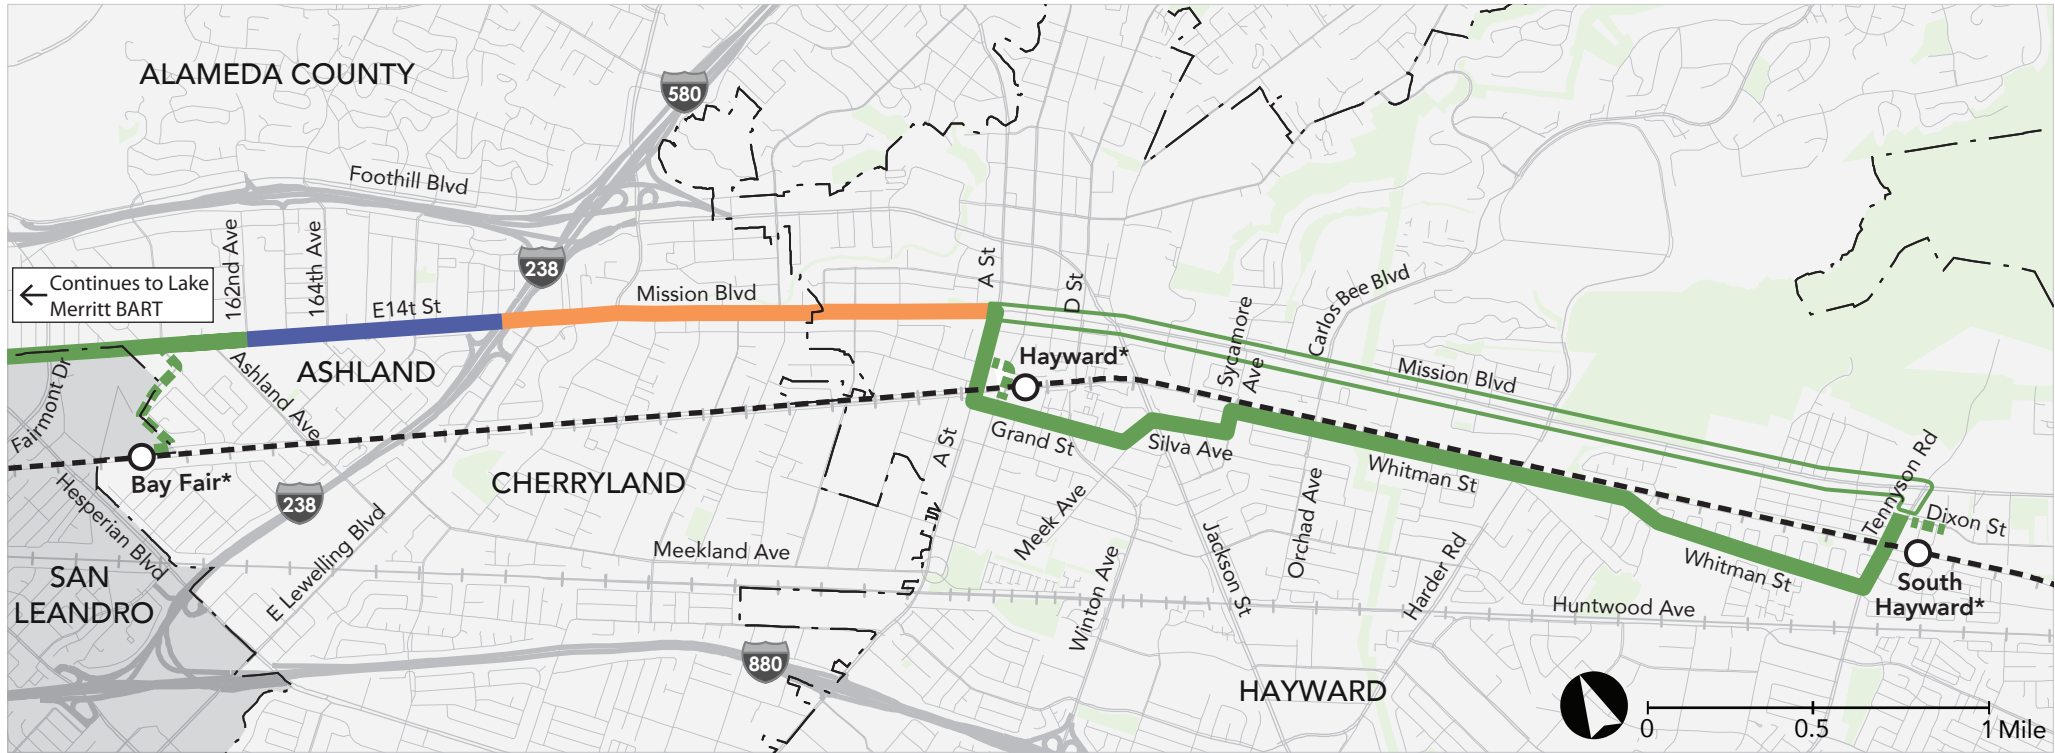 ALAMEDA COUNTY
580
Foothill Blvd
162nd Ave
164th Ave
238
A St
D St
Continues to Lake
Merritt BART
E14t St
Mission Blvd
Sycamore
Ave
Carlos Bee Blvd
Fairmont Dr
Ashland Ave
ASHLAND
Hayward*
Mission Blvd
Bay Fair*
Hesperian Blvd
238
CHERRYLAND
A St
Grand St
Silva Ave
Whitman St
Tennyson Rd
Dixon St
E Lewelling Blvd
Meekland Ave
Meek Ave
Winton Ave
Jackson St
Orchad Ave
Harder Rd
Whitman St
South
Hayward*
SAN
LEANDRO
Huntwood Ave
880
HAYWARD
0
0.5
1 Mile